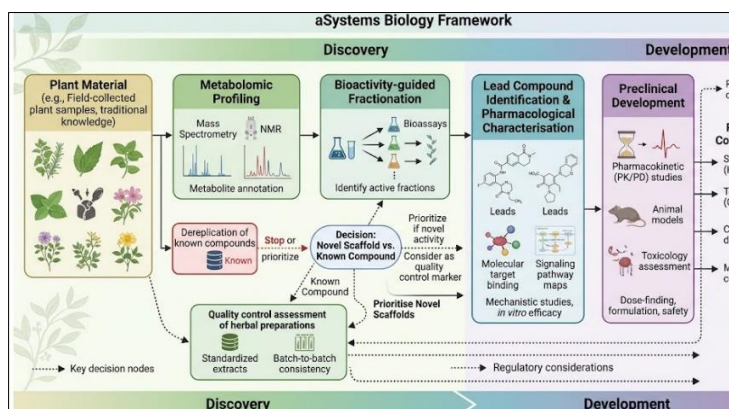 aSystems Biology Framework
Discovery
Development
Plant Material
(e.g., Field-collected
plant samples, traditional
knowledge)
Metabolomic
Profiling
Mass
Spectrometry
NMR
Metabolite annotation
Bioactivity-guided
Fractionation
Bioassays
Identify active fractions
Lead Compound
Identification &
Pharmacological
Characterisation
Leads
Leads
Molecular
target
binding
Signaling
pathway
maps
Mechanistic studies,
in vitro efficacy
Preclinical
Development
Pharmacokinetic
(PK/PD) studies
Animal
models
Toxicology
assessment
Dose-finding,
formulation, safety
Dereplication of
known compounds
Known
Stop or
prioritize
Decision:
Novel Scaffold vs.
Known Compound
Prioritize
if novel
activity
Consider as
quality control
marker
Known
Compound
Prioritise Novel
Scaffolds
Quality control assessment
of herbal preparations
Standardized
extracts
Batch-to-batch
consistency
Key decision nodes
Regulatory considerations
Discovery
Development